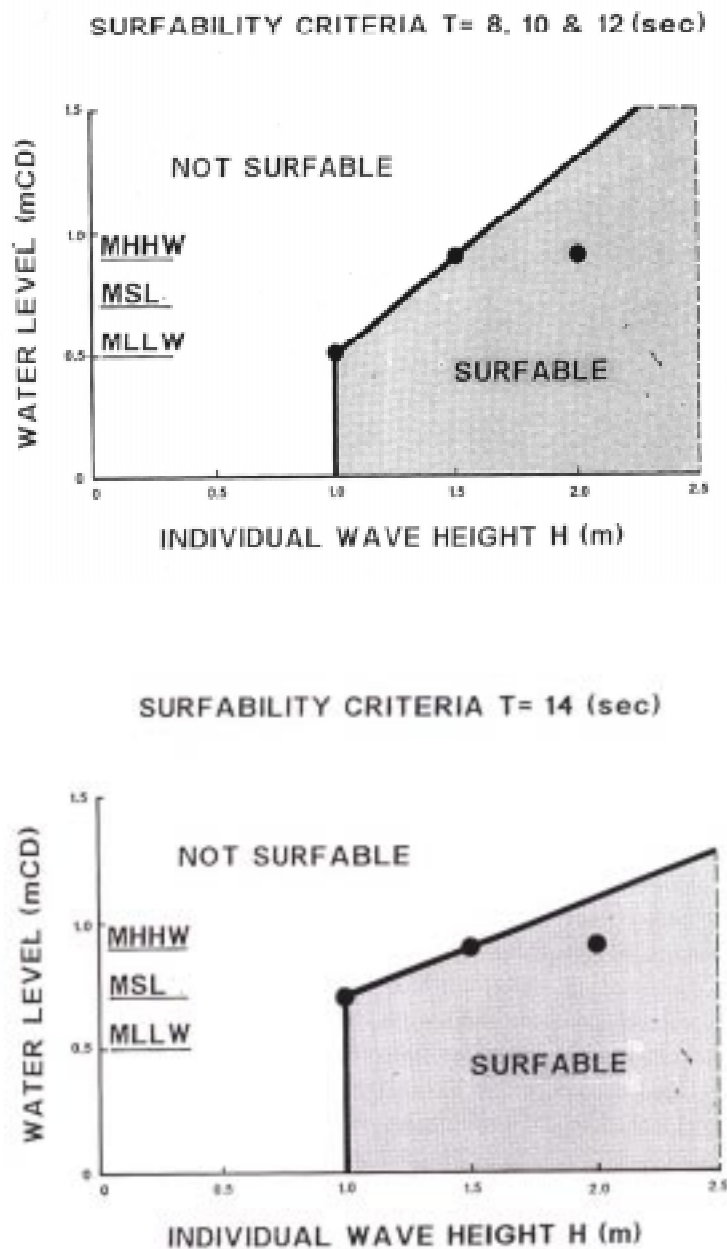 SURFABILITY CRITERIA T= 8, 10 & 12 (sec)
1.5
NOT SURFABLE
WATER LEVEL (mCD)
1.0
MHHW
MSL
MLLW
0.5
SURFABLE
0
0 0.5 1.0 1.5 2.0 2.5
INDIVIDUAL WAVE HEIGHT H (m)
SURFABILITY CRITERIA T= 14 (sec)
1.5
NOT SURFABLE
WATER LEVEL (mCD)
1.0
MHHW
MSL
MLLW
0.5
SURFABLE
0
0 0.5 1.0 1.5 2.0 2.5
INDIVIDUAL WAVE HEIGHT H (m)